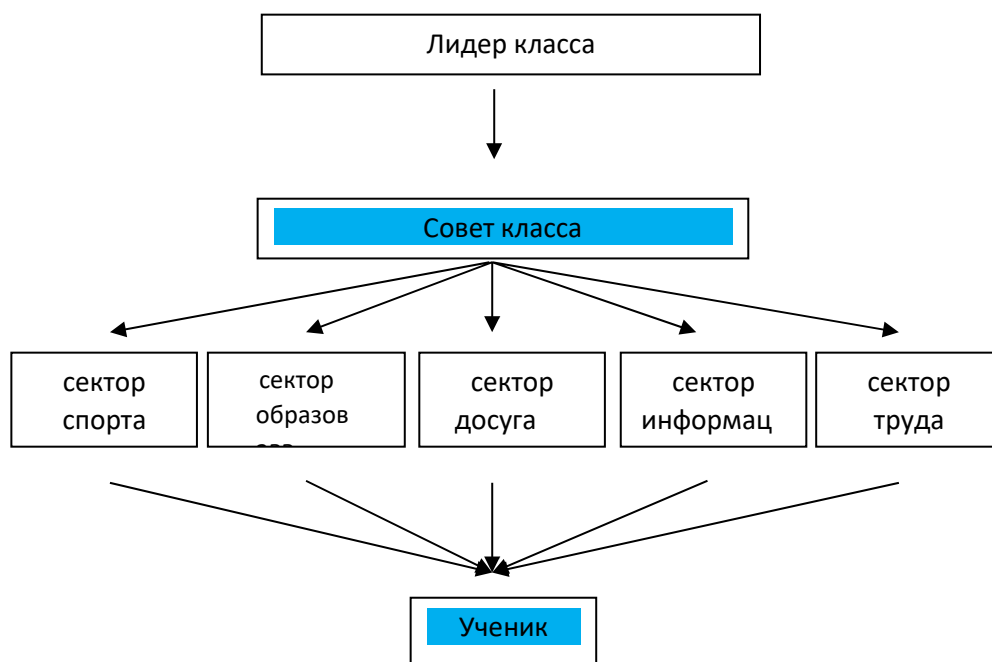 Лидер класса
Совет класса
сектор
спорта
сектор
образов
сектор
досуга
сектор
информац
сектор
труда
Ученик